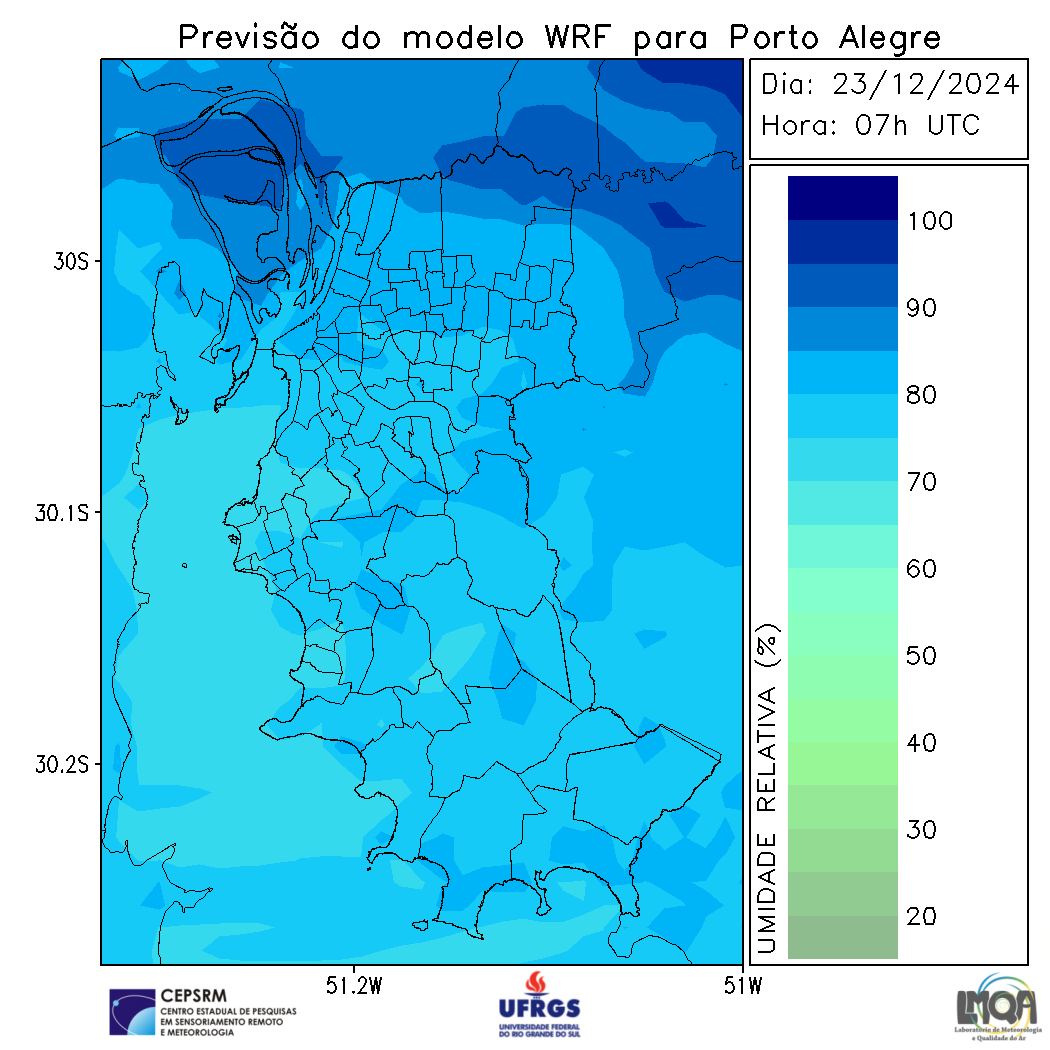 Previsão do modelo WRF para Porto Alegre
Dia: 23/12/2024
Hora: 07h UTC
30S
30.1S
30.2S
51.2W
51W
100
90
80
70
60
50
40
30
20
UMIDADE RELATIVA (%)
CEPSRM
CENTRO ESTADUAL DE PESQUISAS
EM SENSORIAMENTO REMOTO
E METEOROLOGIA
UFRGS
UNIVERSIDADE FEDERAL
DO RIO GRANDE DO SUL
LMQA
Laboratório de Meteorologia
e Qualidade do Ar